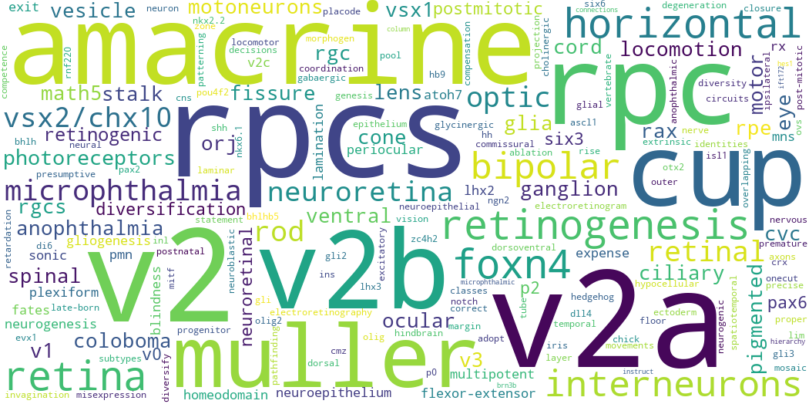 exit
vesicle
neuron
placode
motoneurons
nkx2.2
vsx1
postmitotic
six6
degeneration
closure
connections
column
amacrine
horizontal
rnf220
competence
zone
locomotor
decisions
v2c
patterning
morphogen
rgc
coordination
gabaergic
pool
hb9
compensation
cholinergic
projection
cord
locomotion
rx
vertebrate
anophthalmic
motor
ipsilateral
hes1
ift172
post-mitotic
ovs
math5
stalk
cns
pou4f2
fissure
genesis
lens
atoh7
optic
rpc
glial
diversity
circuits
eye
vsx2/chx10
bhlh
neural
retinogenic
shh
nkx6.1
orj
rpcs
epithelium
lamination
cone
periocular
glycinergic
hh
commissural
glia
ascl1
six3
rax
nerve
extrinsic
identities
rpe
mns
photoreceptors
presumptive
pax2
laminar
ablation
rise
bipolar
isl1
otx2
outer
overlapping
cup
microphthalmia
neuroretina
lhx2
ngn2
ganglion
rgcs
diversification
bhlhb5
neuroepithelial
electroretinogram
anophthalmia
statement
ventral
vision
retinogenesis
nervous
premature
cvc
retardation
gliogenesis
inl
postnatal
rod
gli2
zc4h2
dorsoventral
retinal
crx
axons
di6
sonic
pmn
v2
mitf
neuroblastic
neuroretinal
v2b
ins
lhx3
excitatory
foxn4
expense
ciliary
onecut
precise
spinal
plexiform
fates
late-born
blindness
gli
electroretinography
microphthalmic
classes
notch
correct
p2
tube
hedgehog
hypocellular
v2a
neurogenic
spatiotemporal
pigmented
pax6
proper
lim
neurogenesis
evx1
v1
coloboma
subtypes
v0
progenitor
olig2
olig
hindbrain
ocular
margin
dll4
temporal
chick
ectoderm
floor
gli3
hierarchy
mosaic
retina
diversify
muller
pathfinding
dorsal
cmz
p0
adopt
v3
multipotent
iris
layer
movements
brn3b
instruct
invagination
misexpression
homeodomain
neuroepithelium
flexor-extensor
interneurons